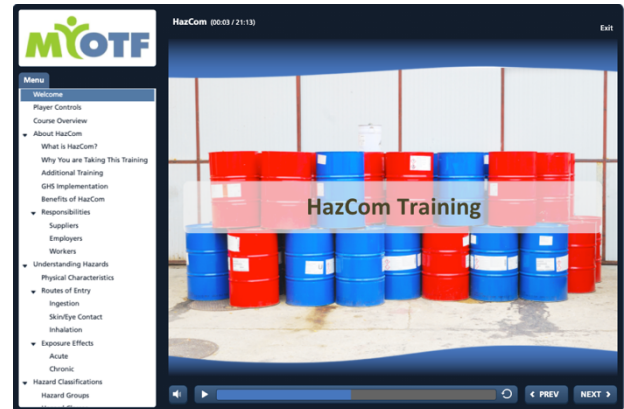 MYOTF
HazCom (00:03 / 21:13)
Exit
Menu
Welcome
Player Controls
Course Overview
About HazCom
What is HazCom?
Why You are Taking This Training
Additional Training
GHS Implementation
Benefits of HazCom
Responsibilities
Suppliers
Employers
Workers
Understanding Hazards
Physical Characteristics
Routes of Entry
Ingestion
Skin/Eye Contact
Inhalation
Exposure Effects
Acute
Chronic
Hazard Classifications
Hazard Groups
HazCom Training
PREV
NEXT